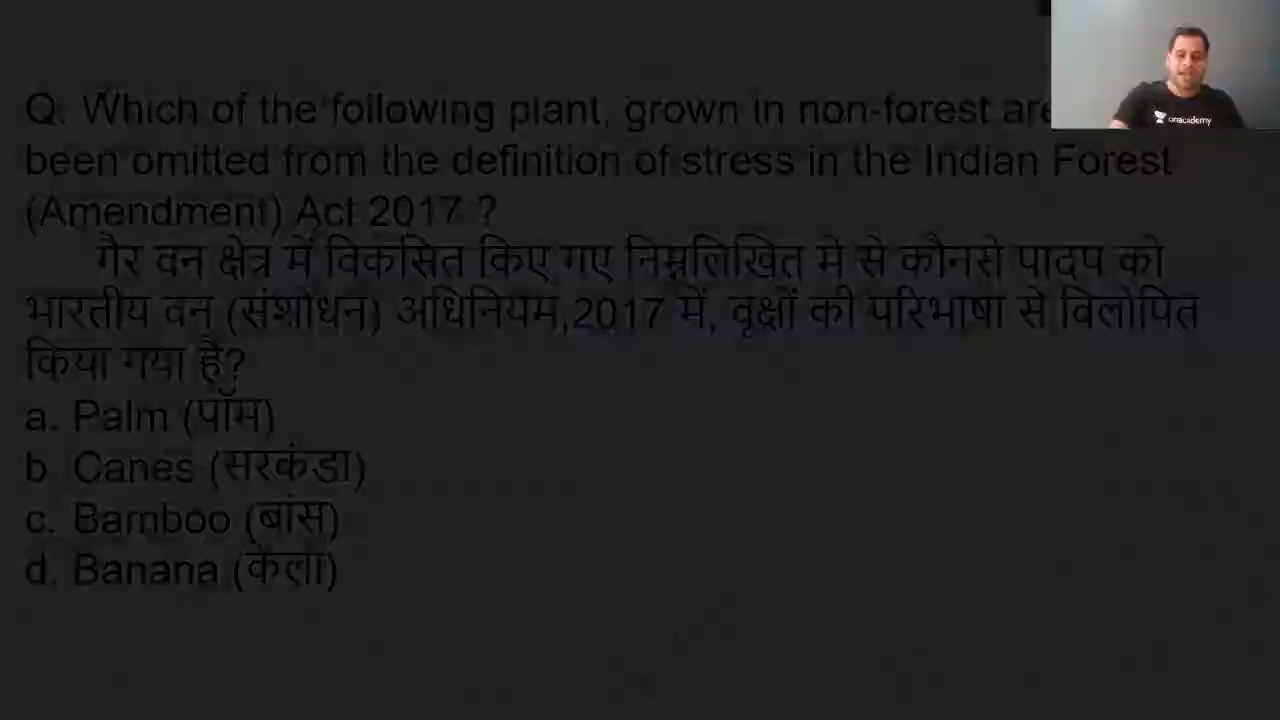 Q. Which of the following plant, grown in non-forest are
been omitted from the definition of stress in the Indian Forest
(Amendment) Act 2017 ?
गैर वन क्षेत्र में विकसित किए गए निम्नलिखित मे से कौनसे पादप को
भारतीय वन (संशोधन) अधिनियम,2017 में, वृक्षों की परिभाषा से विलोपित
किया गया है?
a. Palm (पॉम)
b. Canes (सरकंडा)
c. Bamboo (बांस)
d. Banana (केला)
unacademy